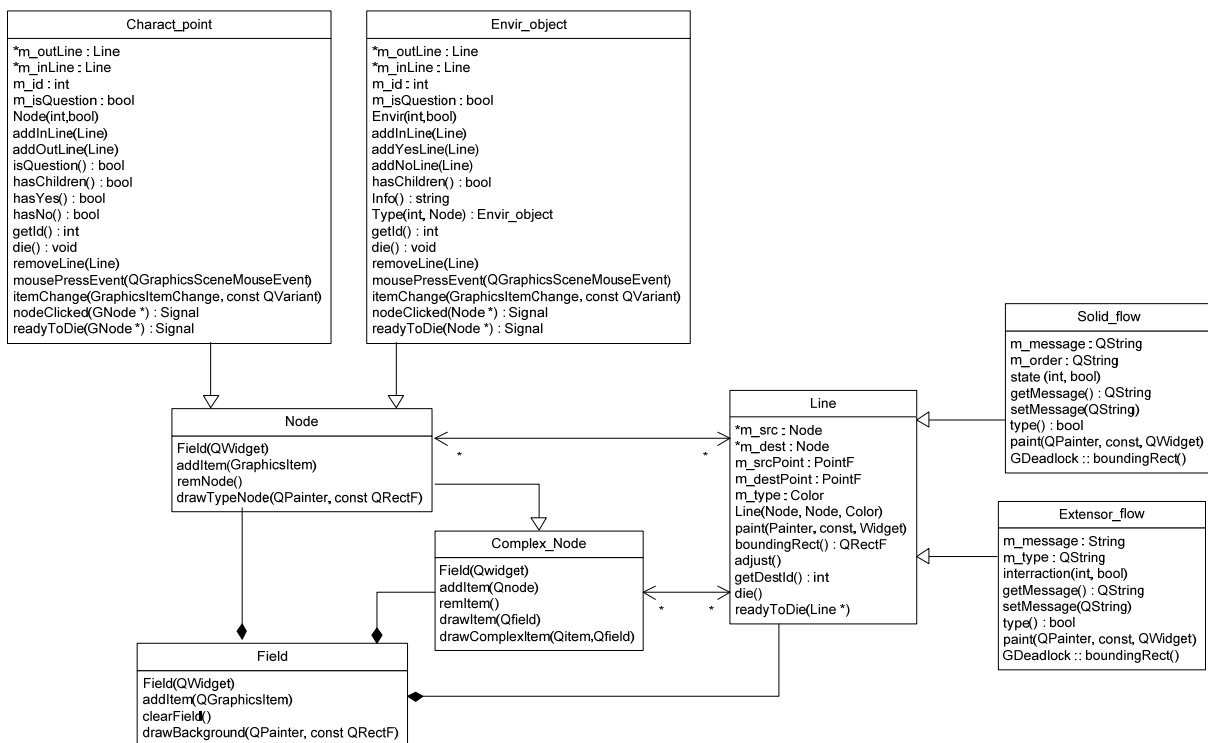 Charact_point
*m_outLine : Line
*m_inLine : Line
m_id : int
m_isQuestion : bool
Node(int,bool)
addInLine(Line)
addOutLine(Line)
isQuestion() : bool
hasChildren() : bool
hasYes() : bool
hasNo() : bool
getId() : int
die() : void
removeLine(Line)
mousePressEvent(QGraphicsSceneMouseEvent)
itemChange(GraphicsItemChange, const QVariant)
nodeClicked(GNode *) : Signal
readyToDie(GNode *) : Signal
Envir_object
*m_outLine : Line
*m_inLine : Line
m_id : int
m_isQuestion : bool
Envir(int,bool)
addInLine(Line)
addYesLine(Line)
addNoLine(Line)
hasChildren() : bool
Info() : string
Type(int, Node) : Envir_object
getId() : int
die() : void
removeLine(Line)
mousePressEvent(QGraphicsSceneMouseEvent)
itemChange(GraphicsItemChange, const QVariant)
nodeClicked(Node *) : Signal
readyToDie(Node *) : Signal
Node
Field(QWidget)
addItem(GraphicsItem)
remNode()
drawTypeNode(QPainter, const QRectF)
* *
Line
*m_src : Node
*m_dest : Node
m_srcPoint : PointF
m_destPoint : PointF
m_type : Color
Line(Node, Node, Color)
paint(Painter, const, Widget)
boundingRect() : QRectF
adjust()
getDestId() : int
die()
readyToDie(Line *)
Solid_flow
m_message : QString
m_order : QString
state (int, bool)
getMessage() : QString
setMessage(QString)
type() : bool
paint(QPainter, const, QWidget)
GDeadlock :: boundingRect()
Extensor_flow
m_message : String
m_type : QString
interraction(int, bool)
getMessage() : QString
setMessage(QString)
type() : bool
paint(QPainter, const, QWidget)
GDeadlock :: boundingRect()
Complex_Node
Field(Qwidget)
addItem(Qnode)
remItem()
drawItem(Qfield)
drawComplexItem(Qitem,Qfield)
* *
Field
Field(QWidget)
addItem(QGraphicsItem)
clearField()
drawBackground(QPainter, const QRectF)